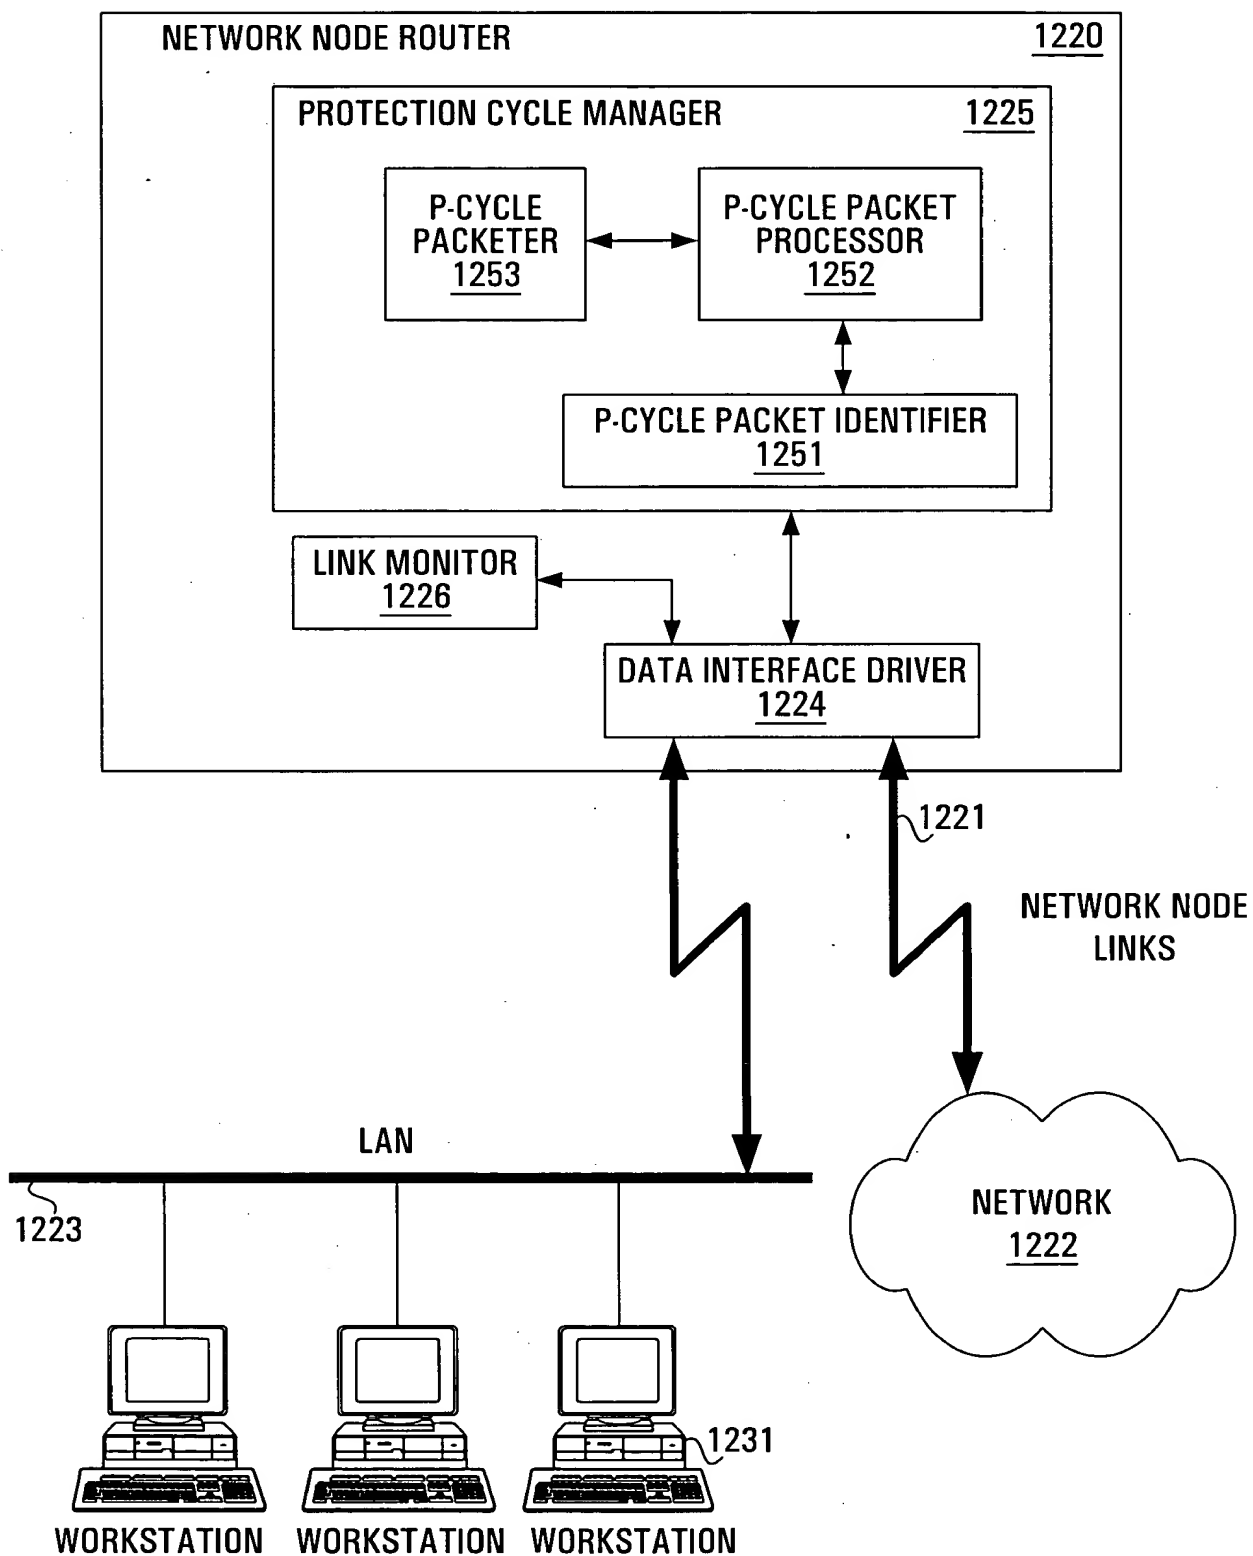 NETWORK NODE ROUTER
1220
PROTECTION CYCLE MANAGER
1225
P-CYCLE
PACKETER
1253
P-CYCLE PACKET
PROCESSOR
1252
P-CYCLE PACKET IDENTIFIER
1251
LINK MONITOR
1226
DATA INTERFACE DRIVER
1224
1221
NETWORK NODE
LINKS
LAN
1223
NETWORK
1222
1231
WORKSTATION
WORKSTATION
WORKSTATION